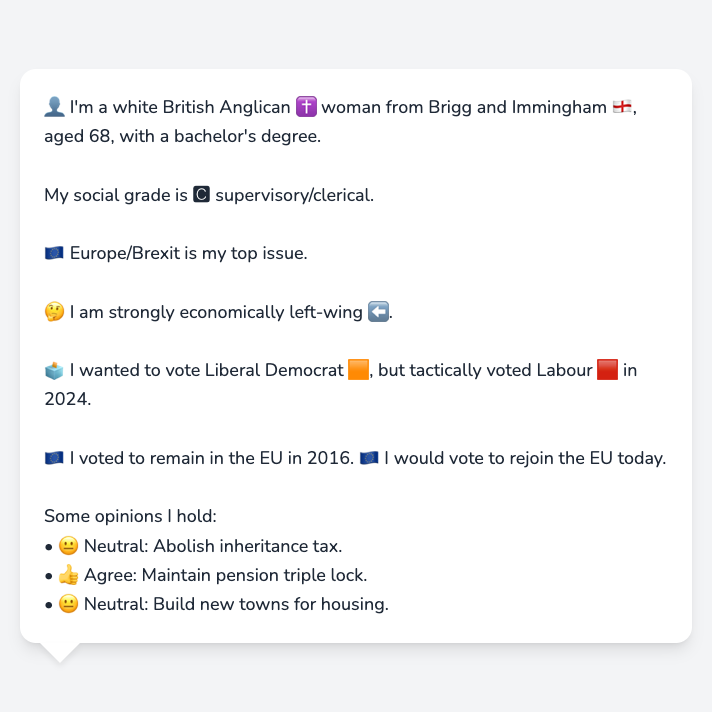 👤 I'm a white British Anglican ✝️ woman from Brigg and Immingham 🏴󠁧󠁢󠁥󠁮󠁧󠁿,
aged 68, with a bachelor's degree.
My social grade is 🅲 supervisory/clerical.
🇪🇺 Europe/Brexit is my top issue.
🤔 I am strongly economically left-wing ⬅️.
🗳️ I wanted to vote Liberal Democrat 🟧, but tactically voted Labour 🟥 in
2024.
🇪🇺 I voted to remain in the EU in 2016. 🇪🇺 I would vote to rejoin the EU today.
Some opinions I hold:
• 😐 Neutral: Abolish inheritance tax.
• 👍 Agree: Maintain pension triple lock.
• 😐 Neutral: Build new towns for housing.